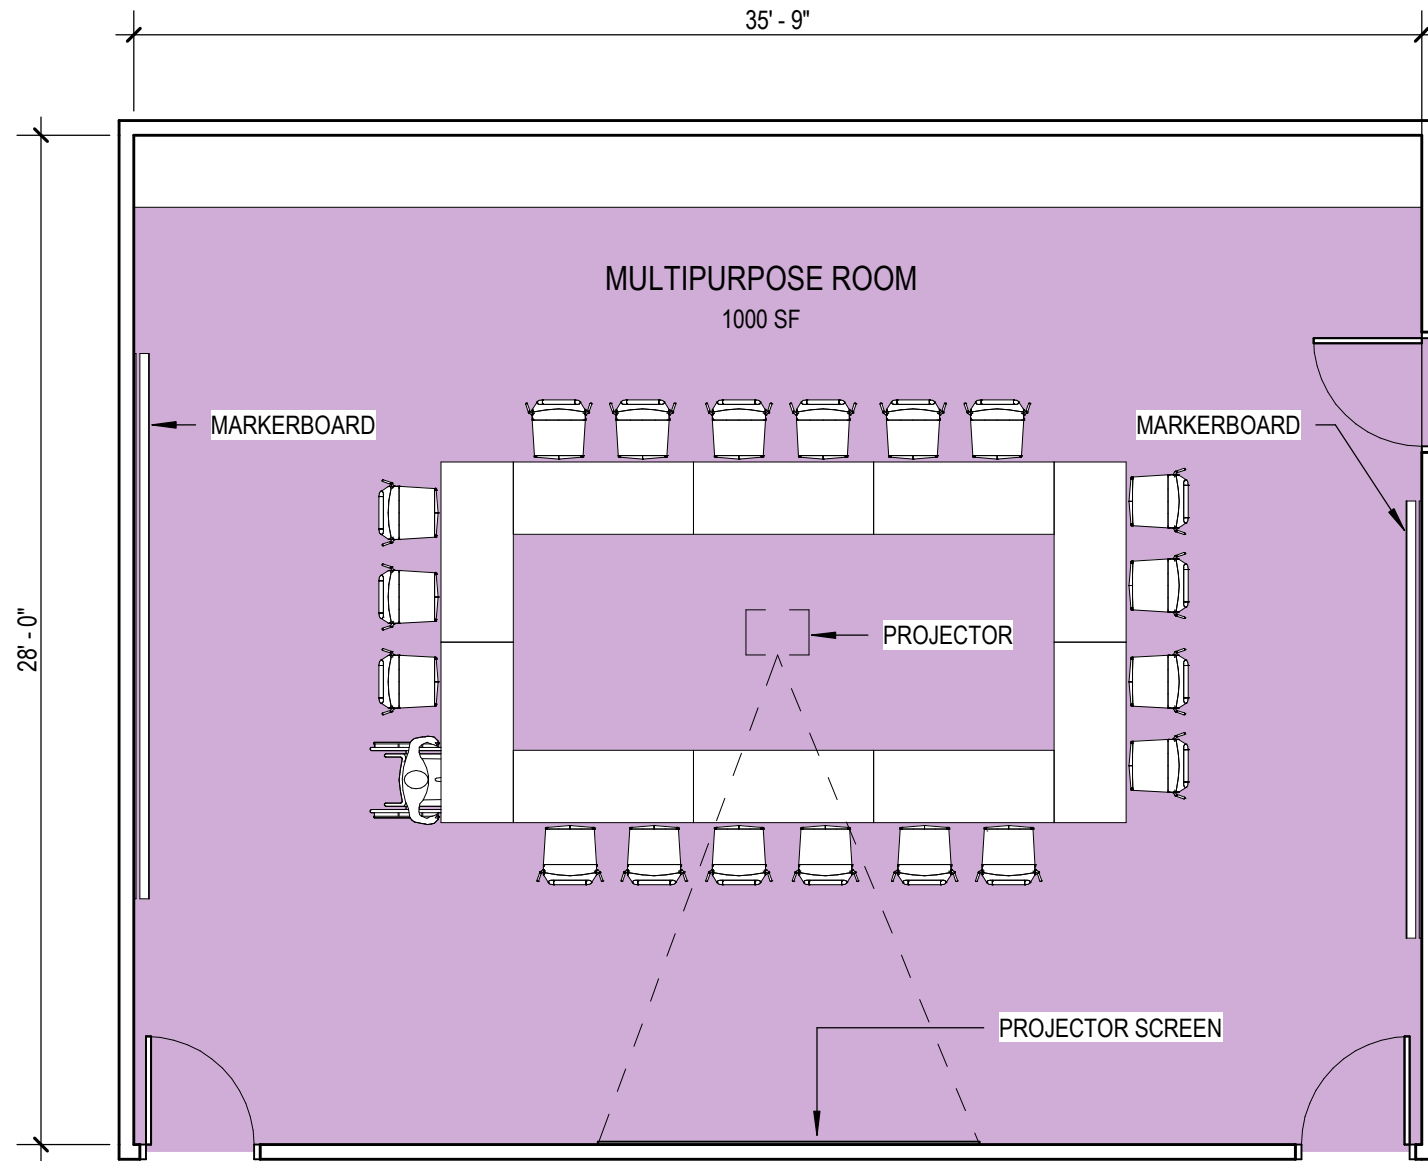 35' - 9"
28' - 0"
MULTIPURPOSE ROOM
1000 SF
MARKERBOARD
MARKERBOARD
PROJECTOR
PROJECTOR SCREEN